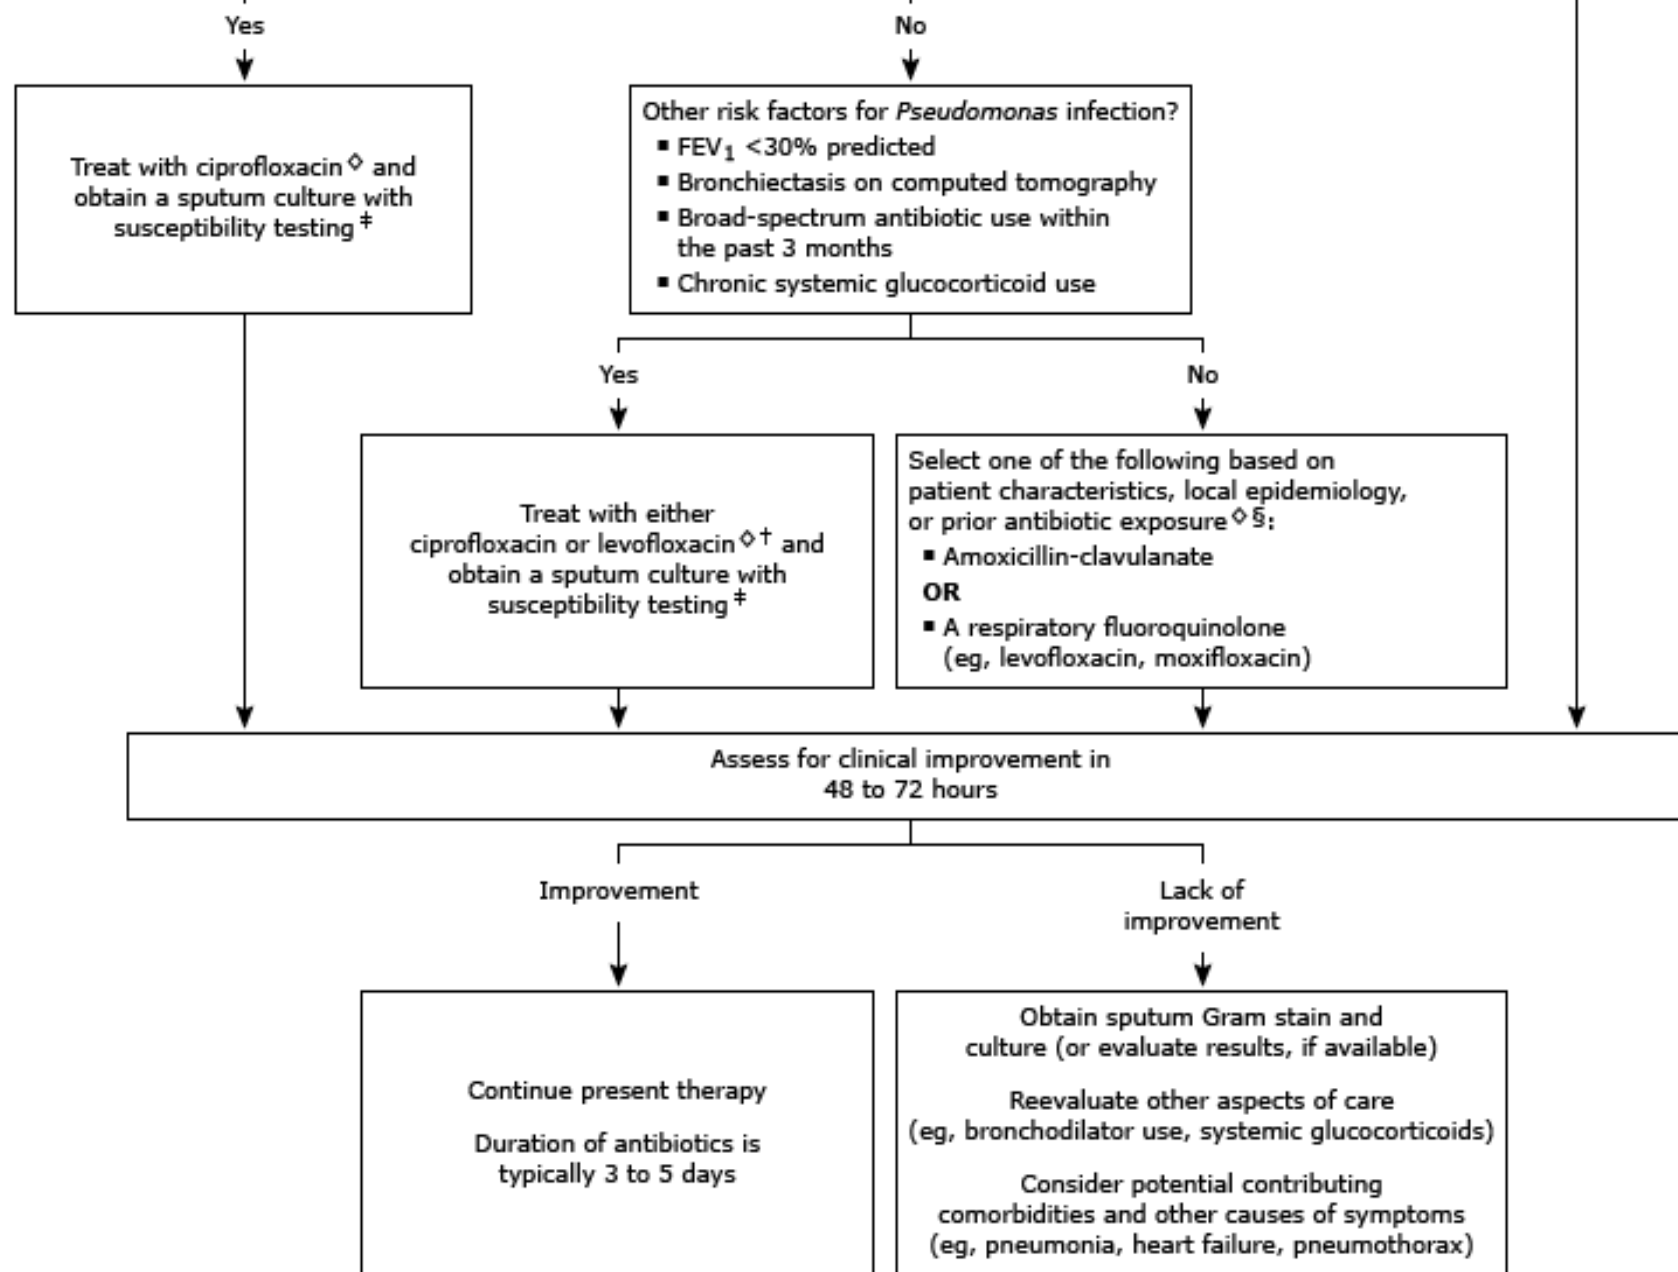 Yes
No
Treat with ciprofloxacin◊ and
obtain a sputum culture with
susceptibility testing‡
Other risk factors for Pseudomonas infection?
▪ FEV1 <30% predicted
▪ Bronchiectasis on computed tomography
▪ Broad-spectrum antibiotic use within
the past 3 months
▪ Chronic systemic glucocorticoid use
Yes
No
Treat with either
ciprofloxacin or levofloxacin◊† and
obtain a sputum culture with
susceptibility testing‡
Select one of the following based on
patient characteristics, local epidemiology,
or prior antibiotic exposure◊§:
▪ Amoxicillin-clavulanate
OR
▪ A respiratory fluoroquinolone
(eg, levofloxacin, moxifloxacin)
Assess for clinical improvement in
48 to 72 hours
Improvement
Lack of
improvement
Continue present therapy
Duration of antibiotics is
typically 3 to 5 days
Obtain sputum Gram stain and
culture (or evaluate results, if available)
Reevaluate other aspects of care
(eg, bronchodilator use, systemic glucocorticoids)
Consider potential contributing
comorbidities and other causes of symptoms
(eg, pneumonia, heart failure, pneumothorax)